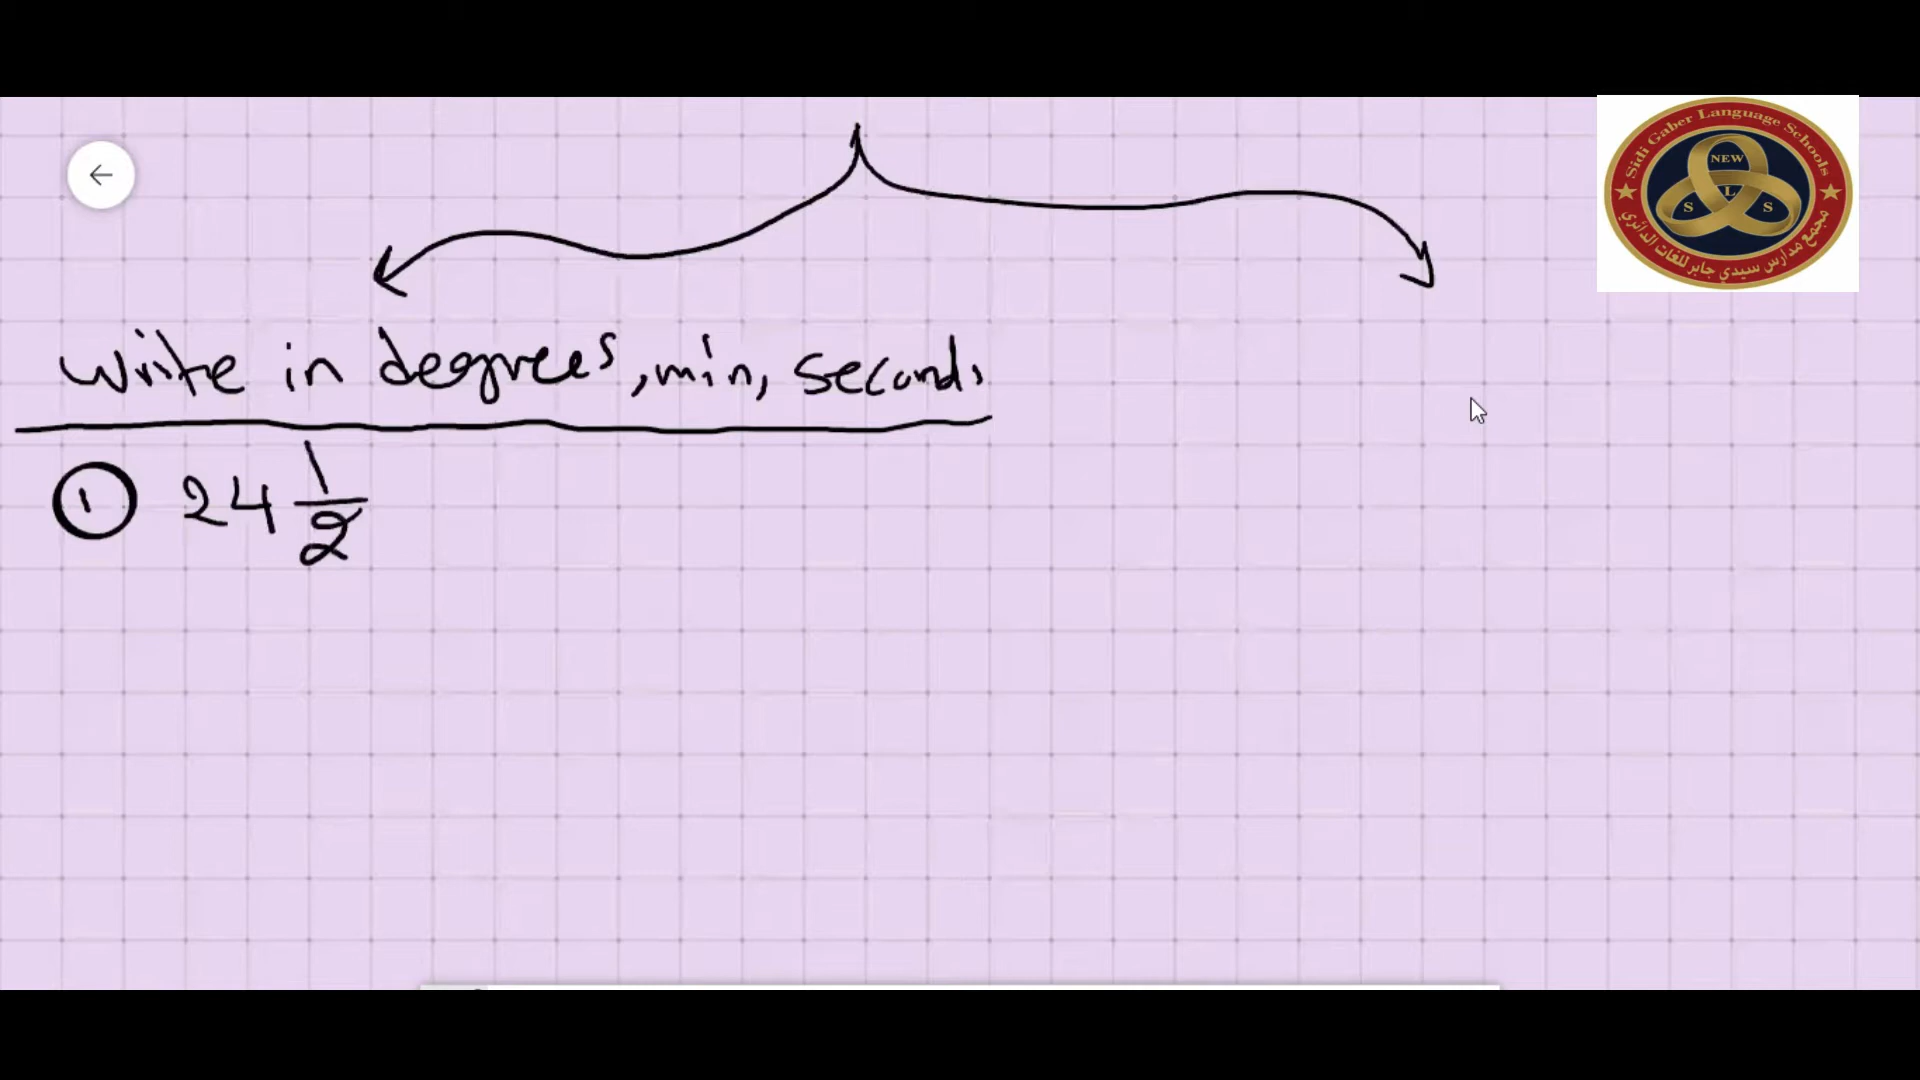 Sidi Gaber Language Schools
NEW
L
S S
مجمع مدارس سيدي جابر للغات الدائري
write in degrees, min, seconds
① 24 1/2